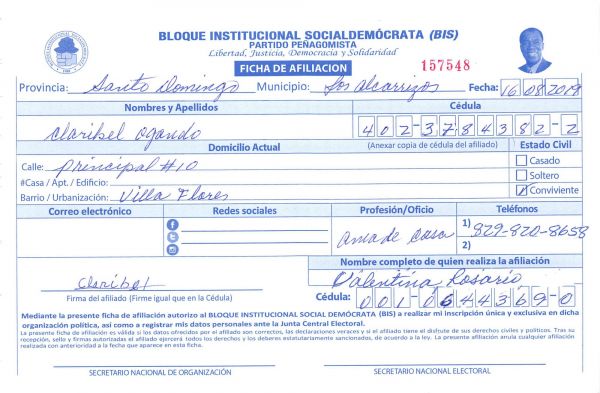 BLOQUE INSTITUCIONAL SOCIALDEMÓCRATA (BIS)
PARTIDO PEÑAGOMISTA
Libertad, Justicia, Democracia y Solidaridad
FICHA DE AFILIACION
157548
Provincia: Santo Domingo Municipio: Los Alcarrizos Fecha: 16/08/2019
Nombres y Apellidos Cédula
Claribel Ogando 402-3784382-2
Domicilio Actual (Anexar copia de cédula del afiliado) Estado Civil
Calle: Principal #10 Casado
#Casa / Apt. / Edificio: Soltero
Barrio / Urbanización: Villa Flores Conviviente
Correo electrónico Redes sociales Profesión/Oficio Teléfonos
ama de casa 1) 829-820-8658
2)
Nombre completo de quien realiza la afiliación
Claribel Valentina Rosario
Firma del afiliado (Firme igual que en la Cédula) Cédula: 001-0644369-0
Mediante la presente ficha de afiliación autorizo al BLOQUE INSTITUCIONAL SOCIAL DEMÓCRATA (BIS) a realizar mi inscripción única y exclusiva en dicha
organización política, así como a registrar mis datos personales ante la Junta Central Electoral.
La presente ficha de afiliación es válida si los datos ofrecidos por el afiliado son correctos, las declaraciones veraces y si el afiliado tiene el disfrute de sus derechos civiles y políticos. Tras su
recepción, sello y firmas autorizadas el afiliado ejercerá todos los derechos y los deberes estatutariamente sancionados, de acuerdo a la ley. La presente afiliación anula cualquier afiliación
realizada con anterioridad a la fecha que aparece en esta ficha.
SECRETARIO NACIONAL DE ORGANIZACIÓN SECRETARIO NACIONAL ELECTORAL